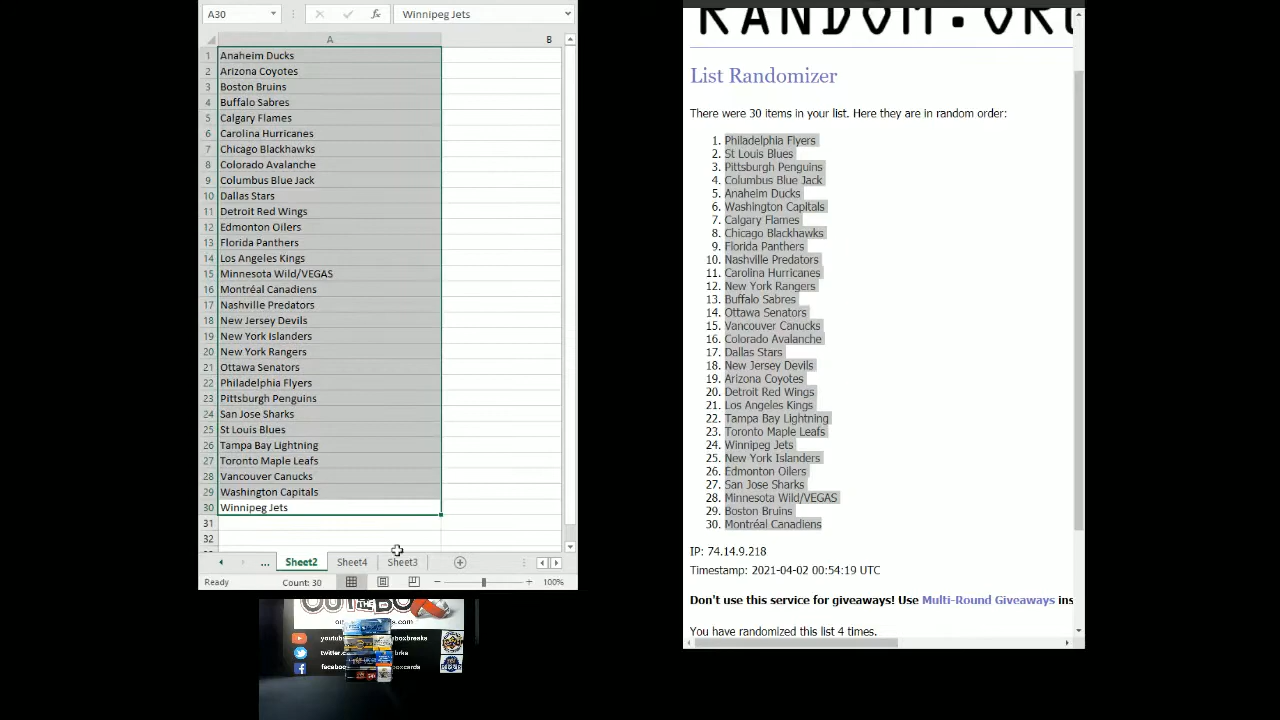 A30
fx
Winnipeg Jets
A B
1 Anaheim Ducks
2 Arizona Coyotes
3 Boston Bruins
4 Buffalo Sabres
5 Calgary Flames
6 Carolina Hurricanes
7 Chicago Blackhawks
8 Colorado Avalanche
9 Columbus Blue Jack
10 Dallas Stars
11 Detroit Red Wings
12 Edmonton Oilers
13 Florida Panthers
14 Los Angeles Kings
15 Minnesota Wild/VEGAS
16 Montréal Canadiens
17 Nashville Predators
18 New Jersey Devils
19 New York Islanders
20 New York Rangers
21 Ottawa Senators
22 Philadelphia Flyers
23 Pittsburgh Penguins
24 San Jose Sharks
25 St Louis Blues
26 Tampa Bay Lightning
27 Toronto Maple Leafs
28 Vancouver Canucks
29 Washington Capitals
30 Winnipeg Jets
31
32
... Sheet2 Sheet4 Sheet3
Ready Count: 30 100%
youtub
boxbreaks
twitter.c
brka
faceboo
oxcards
RANDOM.ORG
List Randomizer
There were 30 items in your list. Here they are in random order:
1. Philadelphia Flyers
2. St Louis Blues
3. Pittsburgh Penguins
4. Columbus Blue Jack
5. Anaheim Ducks
6. Washington Capitals
7. Calgary Flames
8. Chicago Blackhawks
9. Florida Panthers
10. Nashville Predators
11. Carolina Hurricanes
12. New York Rangers
13. Buffalo Sabres
14. Ottawa Senators
15. Vancouver Canucks
16. Colorado Avalanche
17. Dallas Stars
18. New Jersey Devils
19. Arizona Coyotes
20. Detroit Red Wings
21. Los Angeles Kings
22. Tampa Bay Lightning
23. Toronto Maple Leafs
24. Winnipeg Jets
25. New York Islanders
26. Edmonton Oilers
27. San Jose Sharks
28. Minnesota Wild/VEGAS
29. Boston Bruins
30. Montréal Canadiens
IP: 74.14.9.218
Timestamp: 2021-04-02 00:54:19 UTC
Don't use this service for giveaways! Use Multi-Round Giveaways ins
You have randomized this list 4 times.